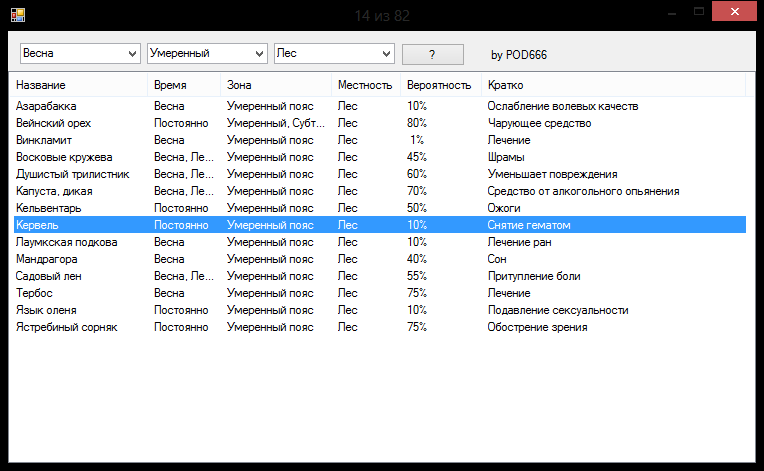 14 из 82
Весна Умеренный Лес ? by POD666
Название Время Зона Местность Вероятность Кратко
Азарабакка Весна Умеренный пояс Лес 10% Ослабление волевых качеств
Вейнский орех Постоянно Умеренный, Субт... Лес 80% Чарующее средство
Винкламит Весна Умеренный пояс Лес 1% Лечение
Восковые кружева Весна, Ле... Умеренный пояс Лес 45% Шрамы
Душистый трилистник Весна, Ле... Умеренный пояс Лес 60% Уменьшает повреждения
Капуста, дикая Весна, Ле... Умеренный пояс Лес 70% Средство от алкогольного опьянения
Кельвентарь Постоянно Умеренный пояс Лес 50% Ожоги
Кервель Постоянно Умеренный пояс Лес 10% Снятие гематом
Лаумкская подкова Весна Умеренный пояс Лес 10% Лечение ран
Мандрагора Весна Умеренный пояс Лес 40% Сон
Садовый лен Весна, Ле... Умеренный пояс Лес 55% Притупление боли
Тербос Весна Умеренный пояс Лес 75% Лечение
Язык оленя Постоянно Умеренный пояс Лес 10% Подавление сексуальности
Ястребиный сорняк Постоянно Умеренный пояс Лес 75% Обострение зрения